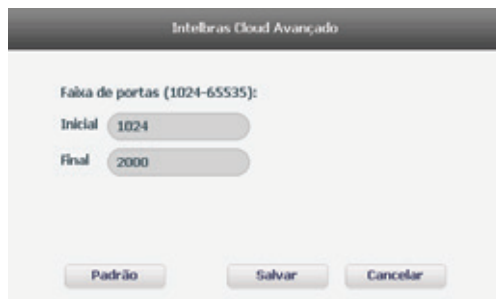 Intelbras Cloud Avançado
Faixa de portas (1024-65535):
Inicial 1024
Final 2000
Padrão Salvar Cancelar